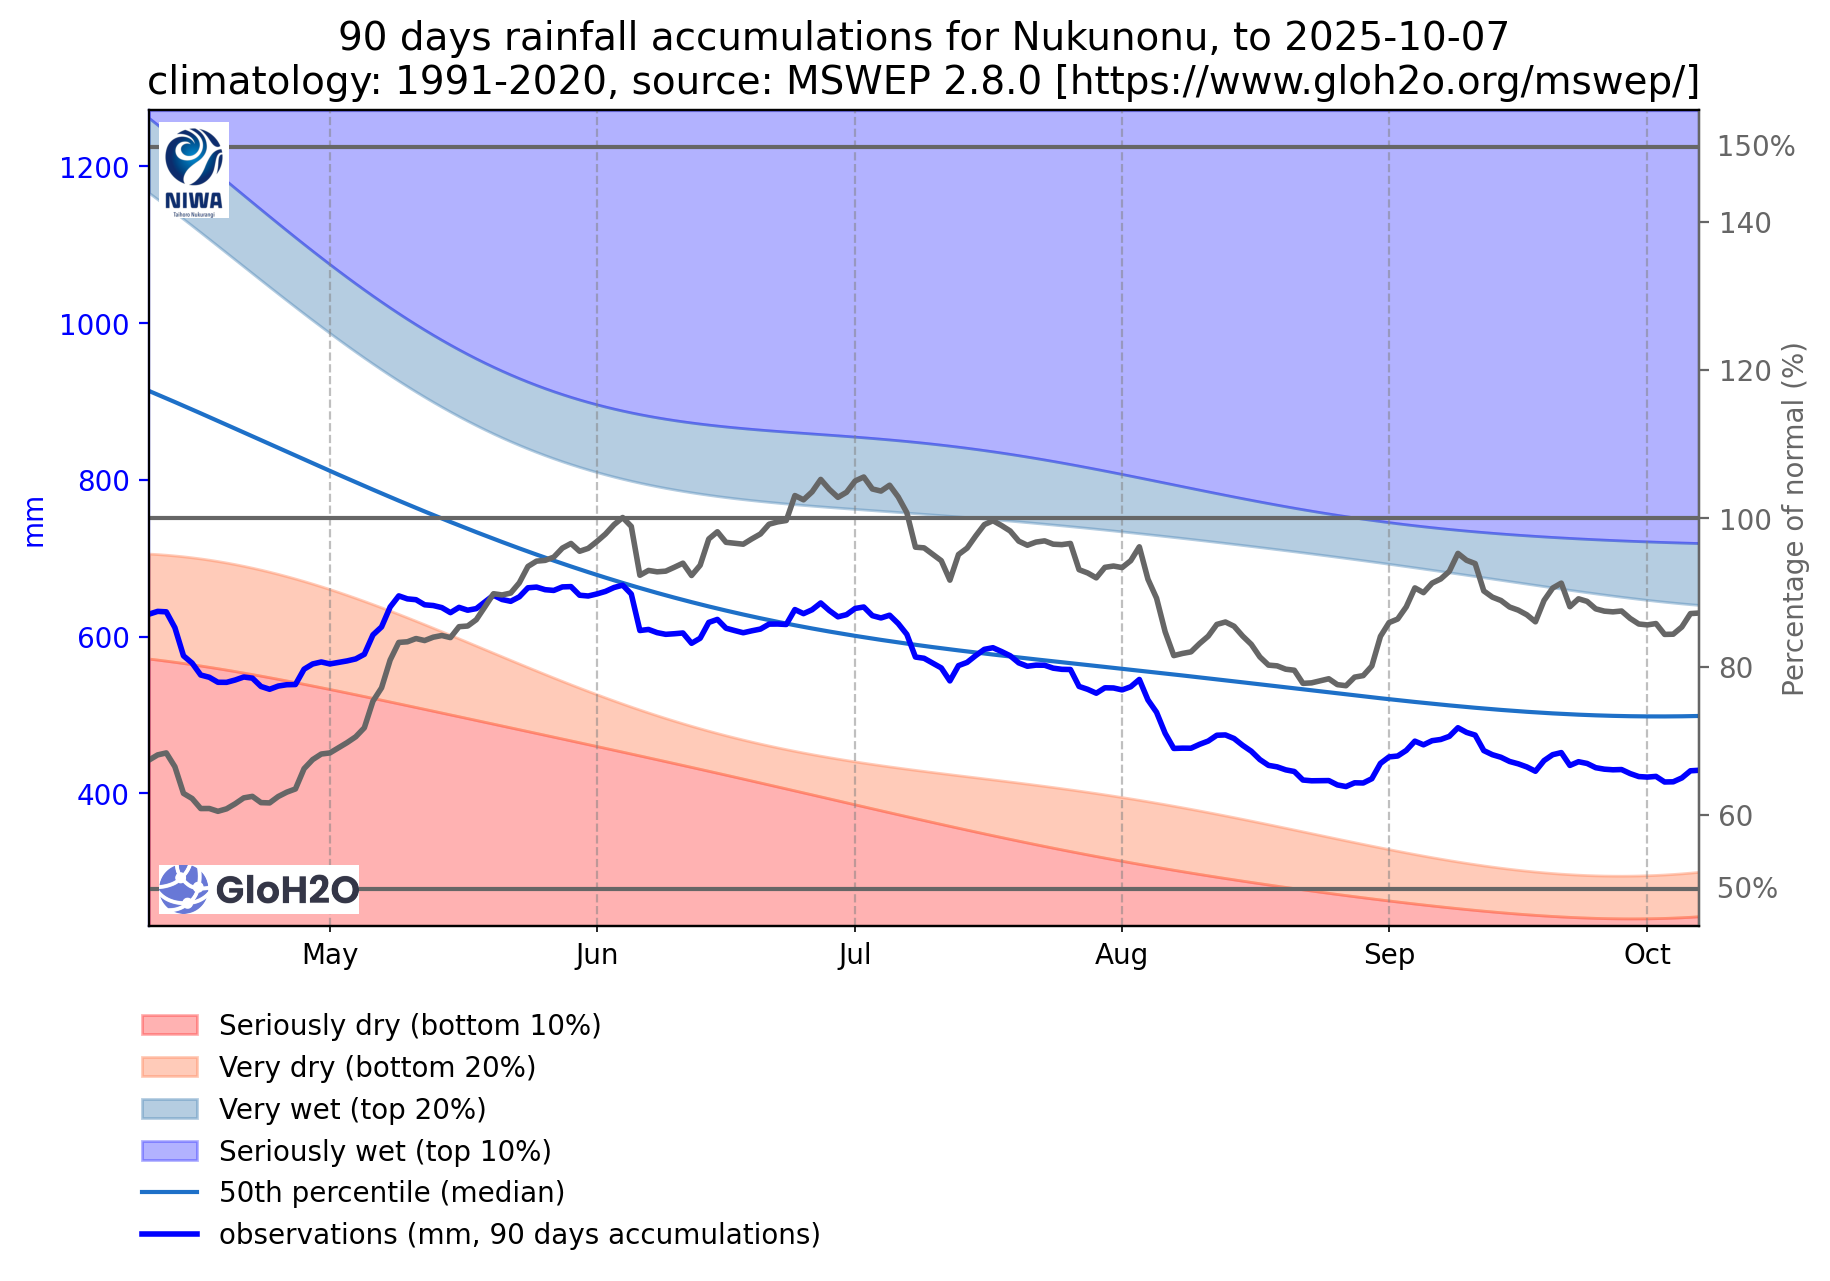 90 days rainfall accumulations for Nukunonu, to 2025-10-07
climatology: 1991-2020, source: MSWEP 2.8.0 [https://www.gloh2o.org/mswep/]
NIWA
Taihoro Nukurangi
1200
1000
800
600
400
mm
150%
140
120
100
80
60
50%
Percentage of normal (%)
GloH2O
May Jun Jul Aug Sep Oct
Seriously dry (bottom 10%)
Very dry (bottom 20%)
Very wet (top 20%)
Seriously wet (top 10%)
50th percentile (median)
observations (mm, 90 days accumulations)